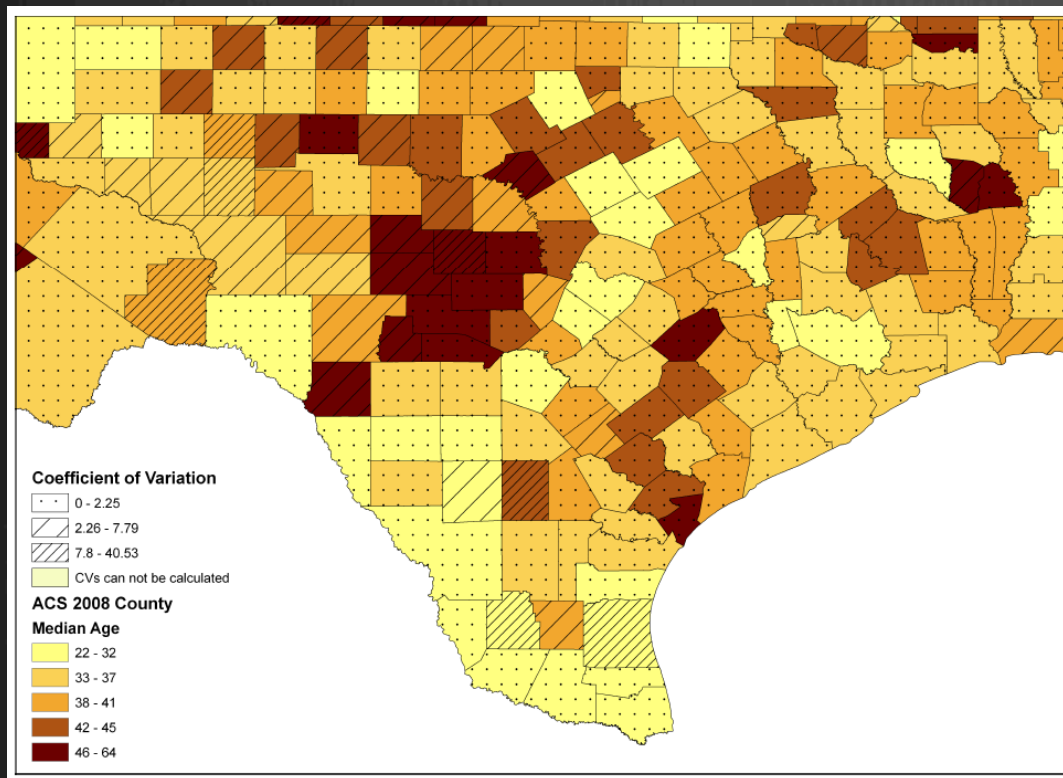 Coefficient of Variation
0 - 2.25
2.26 - 7.79
7.8 - 40.53
CVs can not be calculated
ACS 2008 County
Median Age
22 - 32
33 - 37
38 - 41
42 - 45
46 - 64